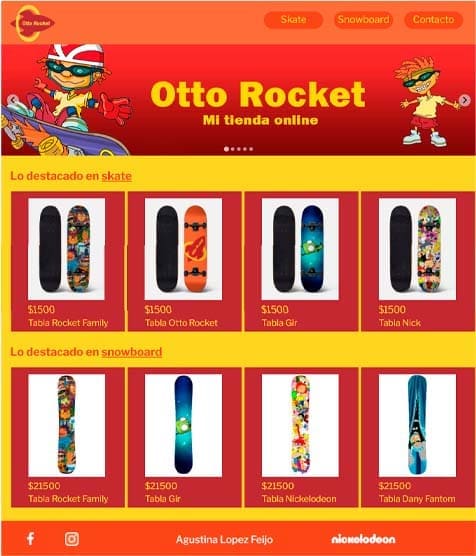 Otto Rocket
Skate
Snowboard
Contacto
Otto Rocket
Mi tienda online
Lo destacado en skate
$1500
Tabla Rocket Family
$1500
Tabla Otto Rocket
$1500
Tabla Gir
$1500
Tabla Nick
Lo destacado en snowboard
$21500
Tabla Rocket Family
$21500
Tabla Gir
$21500
Tabla Nickelodeon
$21500
Tabla Dany Fantom
Agustina Lopez Feijo
nickelodeon